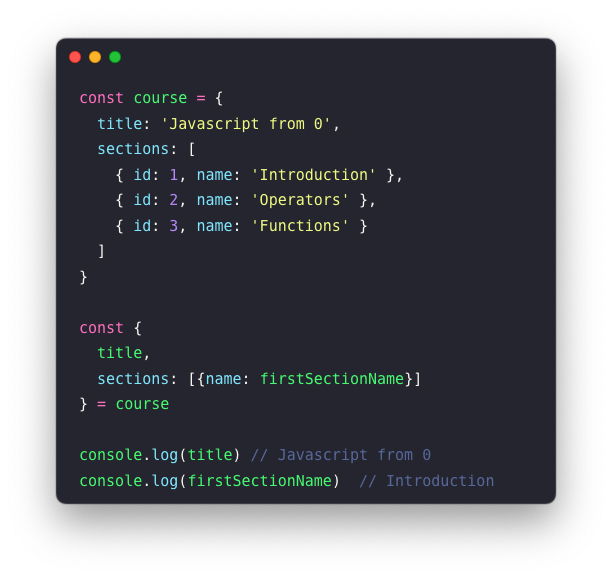 const course = {
  title: 'Javascript from 0',
  sections: [
    { id: 1, name: 'Introduction' },
    { id: 2, name: 'Operators' },
    { id: 3, name: 'Functions' }
  ]
}

const {
  title,
  sections: [{name: firstSectionName}]
} = course

console.log(title) // Javascript from 0
console.log(firstSectionName)  // Introduction